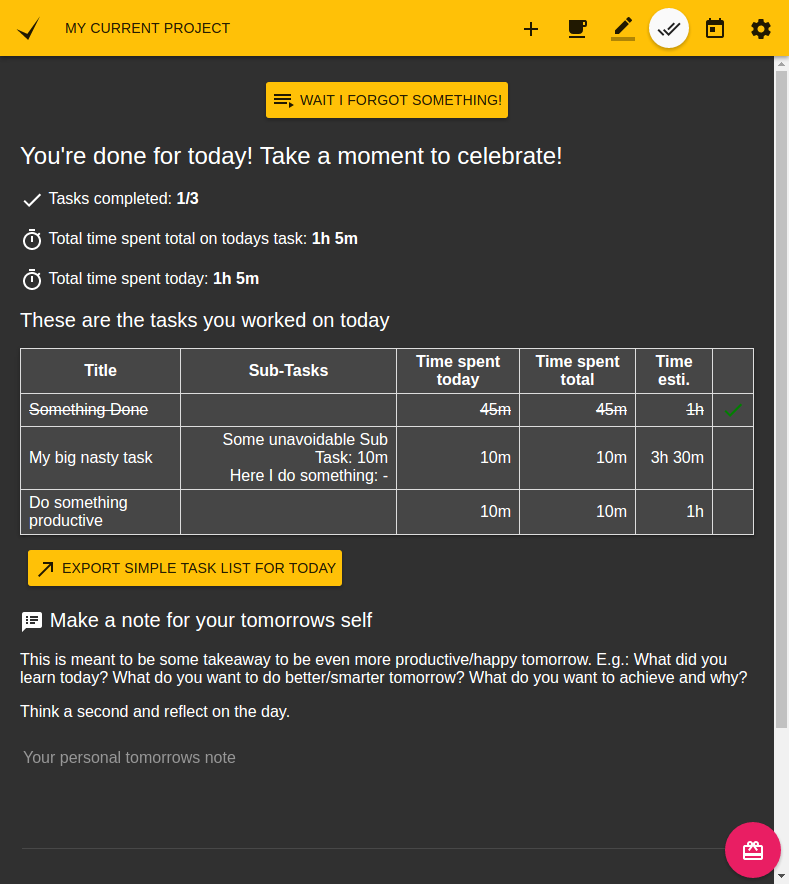 MY CURRENT PROJECT
WAIT I FORGOT SOMETHING!
You're done for today! Take a moment to celebrate!
Tasks completed: 1/3
Total time spent total on todays task: 1h 5m
Total time spent today: 1h 5m
These are the tasks you worked on today
Title Sub-Tasks Time spent today Time spent total Time esti.
Something Done 45m 45m 1h
My big nasty task Some unavoidable Sub Task: 10m 10m 10m 3h 30m
Here I do something: -
Do something productive 10m 10m 1h
EXPORT SIMPLE TASK LIST FOR TODAY
Make a note for your tomorrows self
This is meant to be some takeaway to be even more productive/happy tomorrow. E.g.: What did you
learn today? What do you want to do better/smarter tomorrow? What do you want to achieve and why?
Think a second and reflect on the day.
Your personal tomorrows note